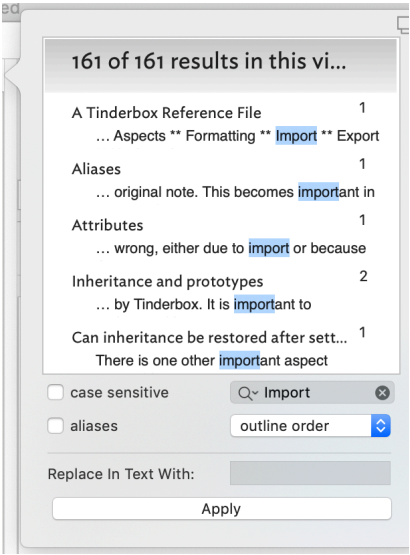 ed
161 of 161 results in this vi...
A Tinderbox Reference File 1
... Aspects ** Formatting ** Import ** Export
Aliases 1
... original note. This becomes important in
Attributes 1
... wrong, either due to import or because
Inheritance and prototypes 2
... by Tinderbox. It is important to
Can inheritance be restored after sett... 1
There is one other important aspect
case sensitive Import
aliases outline order
Replace In Text With:
Apply